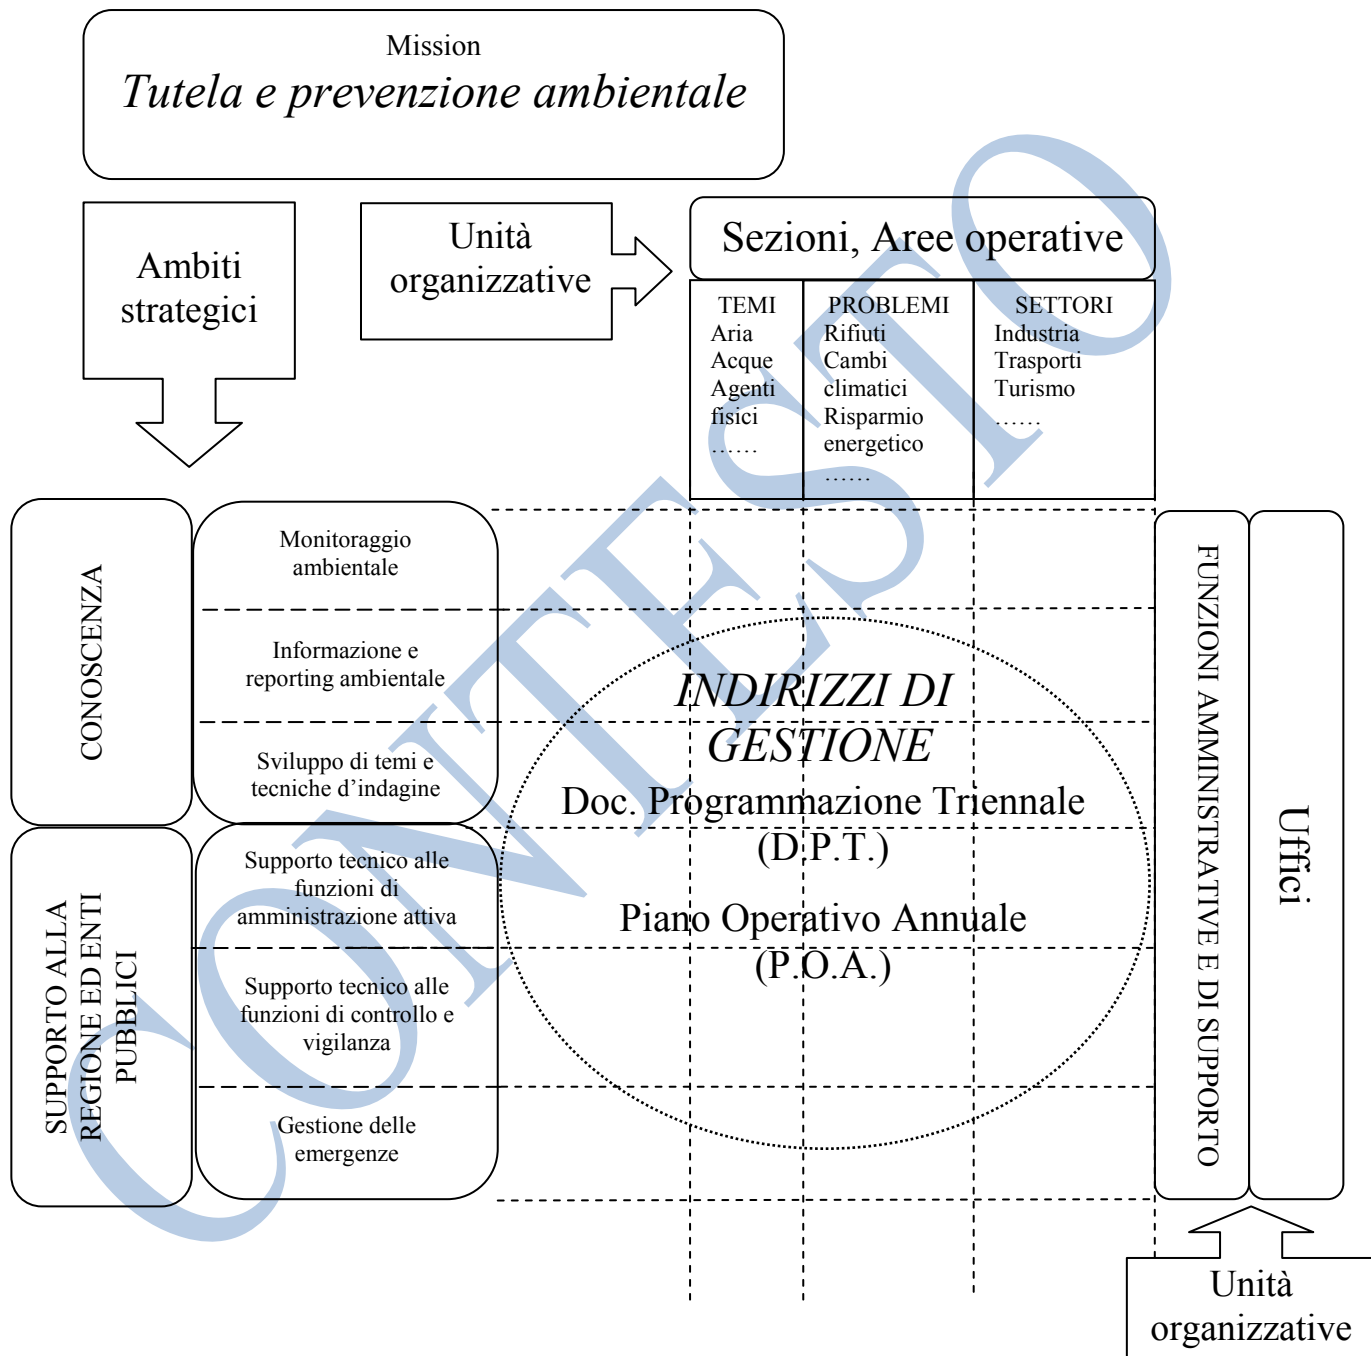 Mission
Tutela e prevenzione ambientale
Ambiti
strategici
Unità
organizzative
Sezioni, Aree operative
TEMI
Aria
Acque
Agenti
fisici
……
PROBLEMI
Rifiuti
Cambi
climatici
Risparmio
energetico
……
SETTORI
Industria
Trasporti
Turismo
……
CONOSCENZA
Monitoraggio
ambientale
Informazione e
reporting ambientale
Sviluppo di temi e
tecniche d’indagine
SUPPORTO ALLA
REGIONE ED ENTI
PUBBLICI
Supporto tecnico alle
funzioni di
amministrazione attiva
Supporto tecnico alle
funzioni di controllo e
vigilanza
Gestione delle
emergenze
INDIRIZZI DI
GESTIONE
Doc. Programmazione Triennale
(D.P.T.)
Piano Operativo Annuale
(P.O.A.)
FUNZIONI AMMINISTRATIVE E DI SUPPORTO
Uffici
Unità
organizzative
CONTESTO